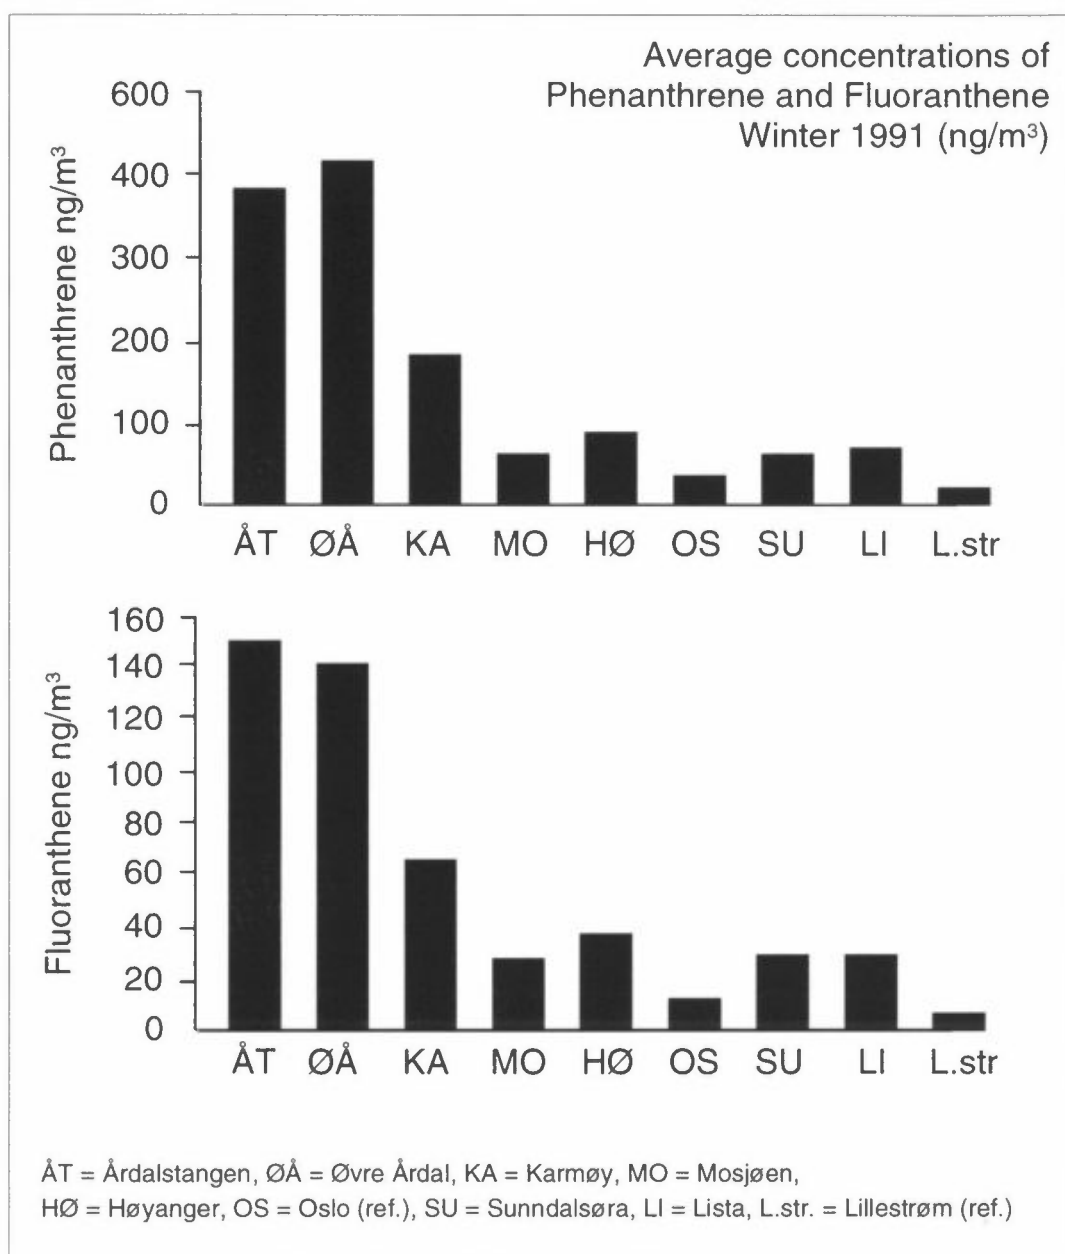 Average concentrations of
Phenanthrene and Fluoranthene
Winter 1991 (ng/m³)
Phenanthrene ng/m³
600
400
300
200
100
0
ÅT ØÅ KA MO HØ OS SU LI L.str
Fluoranthene ng/m³
160
140
120
100
80
60
40
20
0
ÅT ØÅ KA MO HØ OS SU LI L.str
ÅT = Årdalstangen, ØÅ = Øvre Årdal, KA = Karmøy, MO = Mosjøen,
HØ = Høyanger, OS = Oslo (ref.), SU = Sunndalsøra, LI = Lista, L.str. = Lillestrøm (ref.)